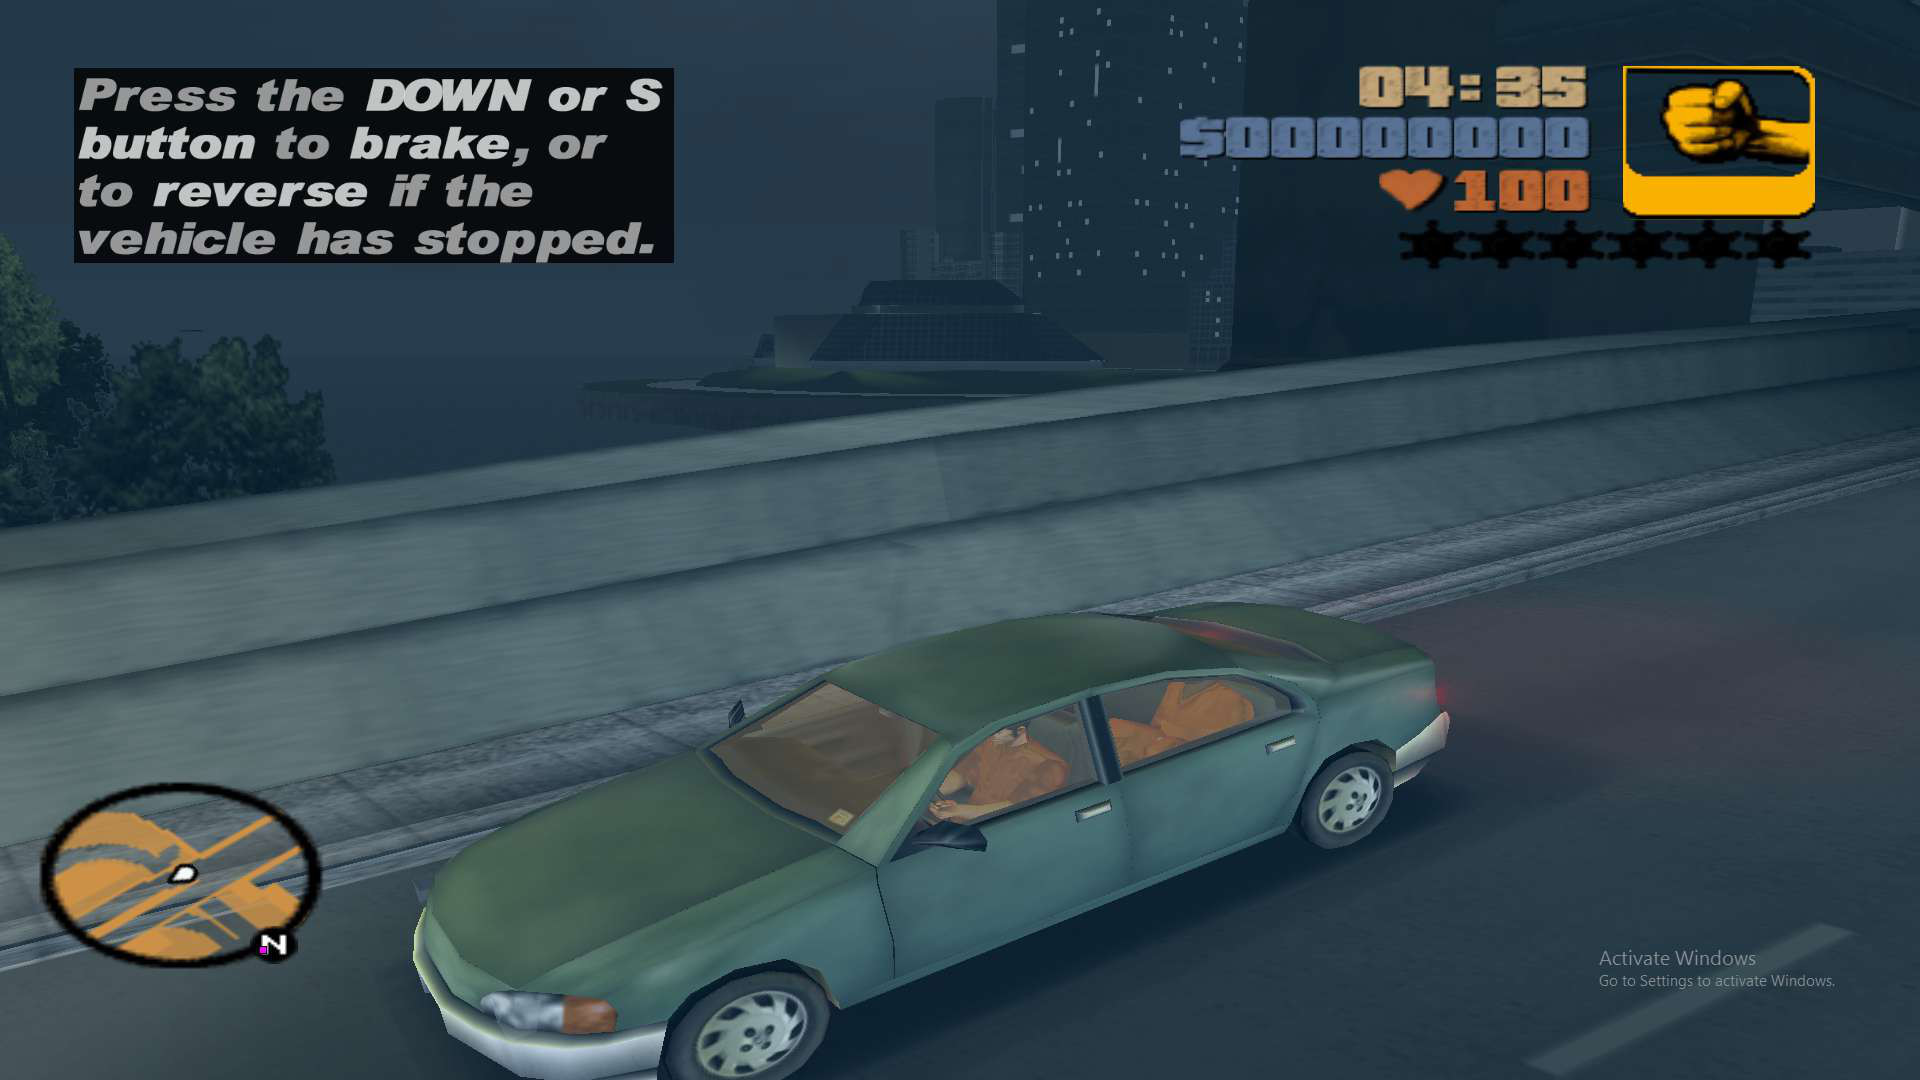 Press the DOWN or S
button to brake, or
to reverse if the
vehicle has stopped.
04:35
$00000000
100
N
Activate Windows
Go to Settings to activate Windows.